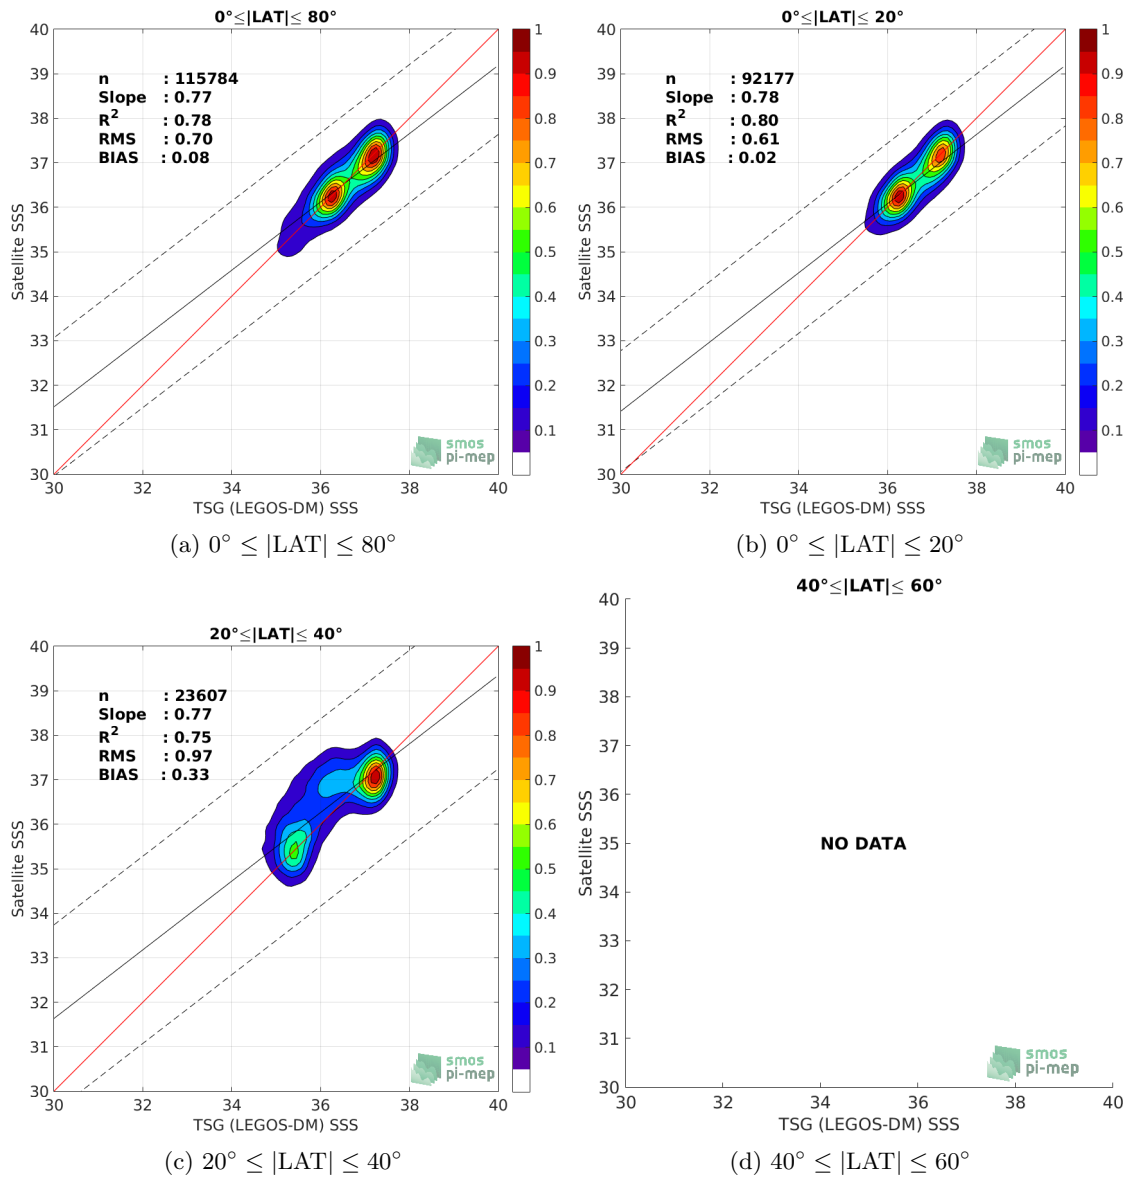 0°≤|LAT|≤ 80°
n : 115784
Slope : 0.77
R² : 0.78
RMS : 0.70
BIAS : 0.08
40
39
38
37
36
35
34
33
32
31
30
Satellite SSS
30 32 34 36 38 40
TSG (LEGOS-DM) SSS
1
0.9
0.8
0.7
0.6
0.5
0.4
0.3
0.2
0.1
smos
pi-mep
(a) 0° ≤ |LAT| ≤ 80°
0°≤|LAT|≤ 20°
n : 92177
Slope : 0.78
R² : 0.80
RMS : 0.61
BIAS : 0.02
40
39
38
37
36
35
34
33
32
31
30
Satellite SSS
30 32 34 36 38 40
TSG (LEGOS-DM) SSS
1
0.9
0.8
0.7
0.6
0.5
0.4
0.3
0.2
0.1
smos
pi-mep
(b) 0° ≤ |LAT| ≤ 20°
20°≤|LAT|≤ 40°
n : 23607
Slope : 0.77
R² : 0.75
RMS : 0.97
BIAS : 0.33
40
39
38
37
36
35
34
33
32
31
30
Satellite SSS
30 32 34 36 38 40
TSG (LEGOS-DM) SSS
1
0.9
0.8
0.7
0.6
0.5
0.4
0.3
0.2
0.1
smos
pi-mep
(c) 20° ≤ |LAT| ≤ 40°
40°≤|LAT|≤ 60°
40
39
38
37
36
35
34
33
32
31
30
Satellite SSS
NO DATA
30 32 34 36 38 40
TSG (LEGOS-DM) SSS
smos
pi-mep
(d) 40° ≤ |LAT| ≤ 60°